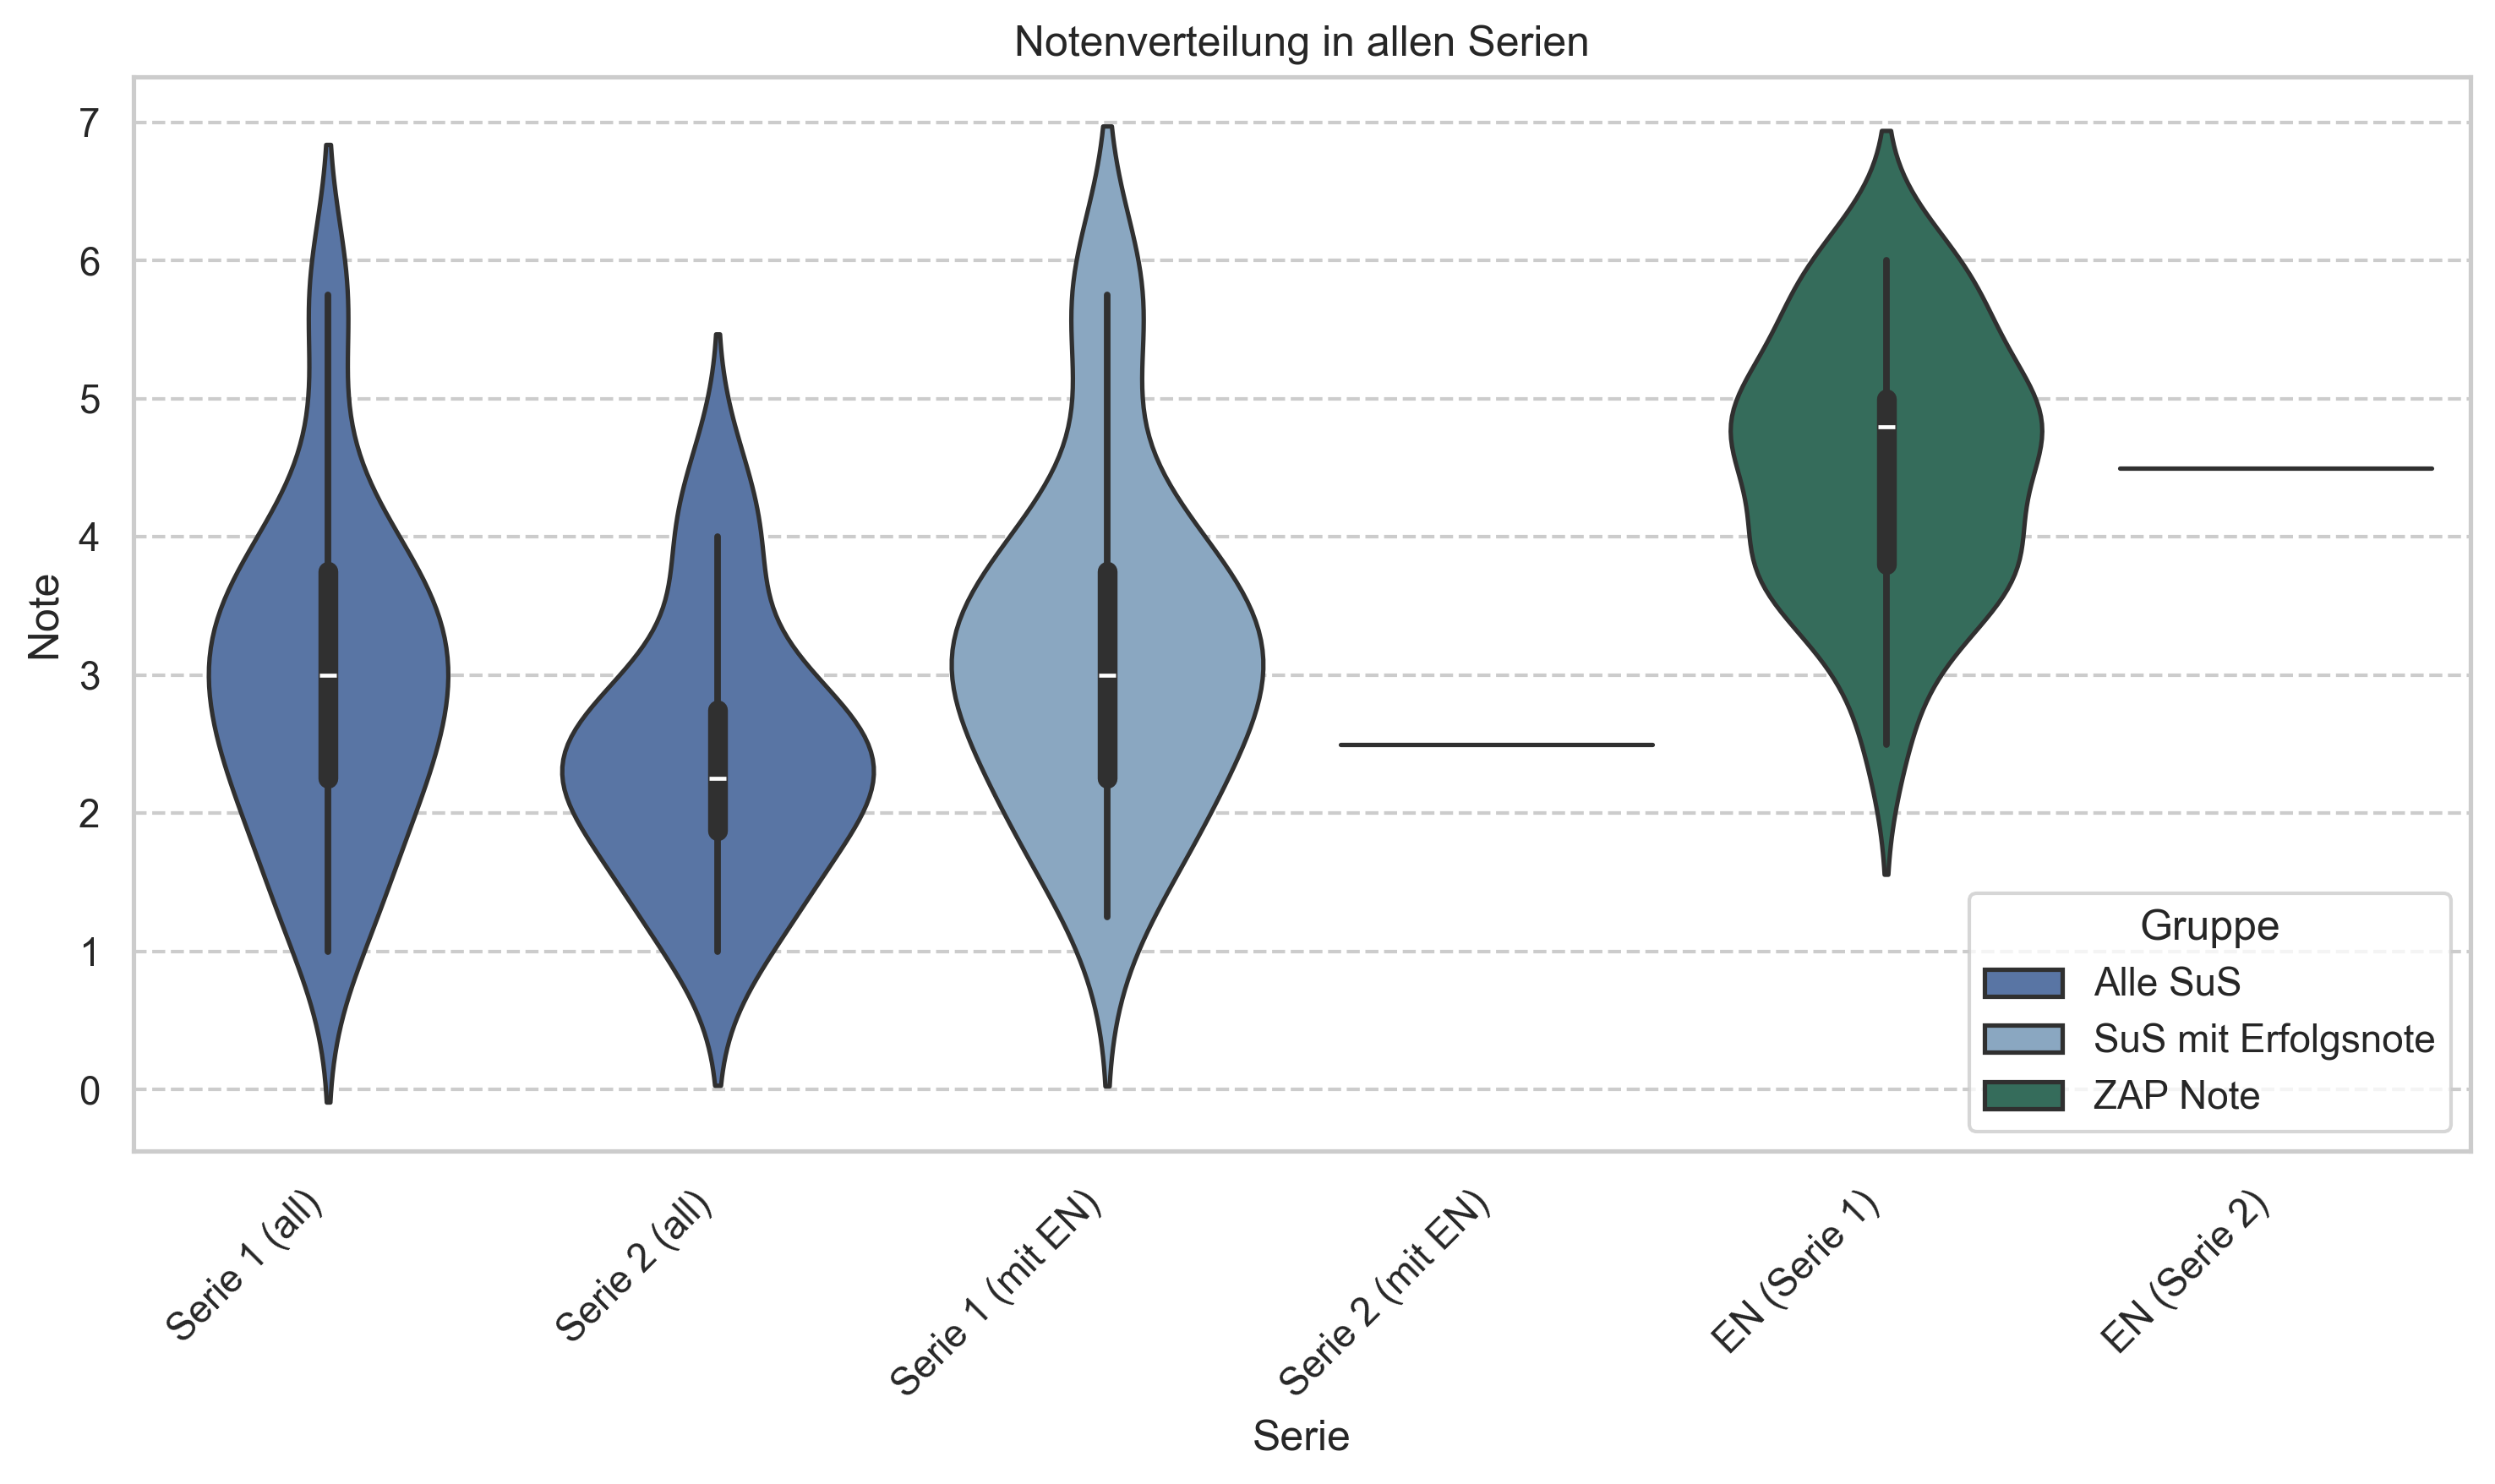 Notenverteilung in allen Serien
Note
7
6
5
4
3
2
1
0
Gruppe
Alle SuS
SuS mit Erfolgsnote
ZAP Note
Serie 1 (all)
Serie 2 (all)
Serie 1 (mit EN)
Serie 2 (mit EN)
EN (Serie 1)
EN (Serie 2)
Serie